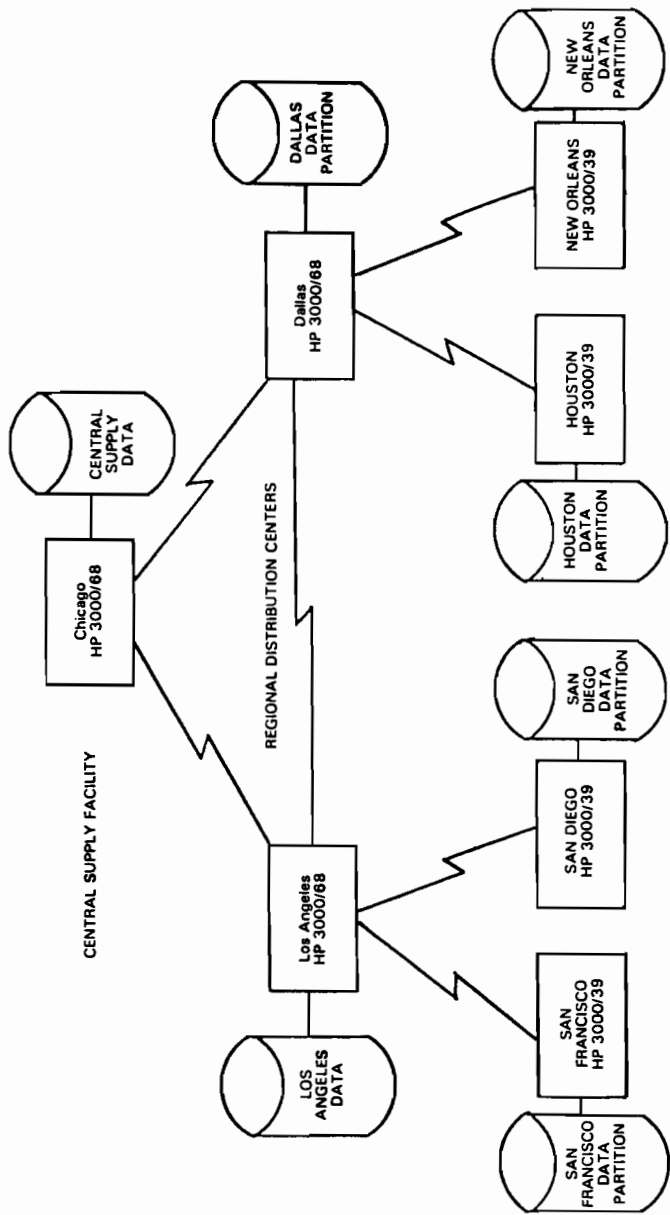 CENTRAL SUPPLY FACILITY
Chicago
HP 3000/68
CENTRAL
SUPPLY
DATA
REGIONAL DISTRIBUTION CENTERS
LOS
ANGELES
DATA
Los Angeles
HP 3000/68
Dallas
HP 3000/68
DALLAS
DATA
PARTITION
SAN
FRANCISCO
DATA
PARTITION
SAN
FRANCISCO
HP 3000/39
SAN DIEGO
HP 3000/39
SAN
DIEGO
DATA
PARTITION
HOUSTON
DATA
PARTITION
HOUSTON
HP 3000/39
NEW ORLEANS
HP 3000/39
NEW
ORLEANS
DATA
PARTITION